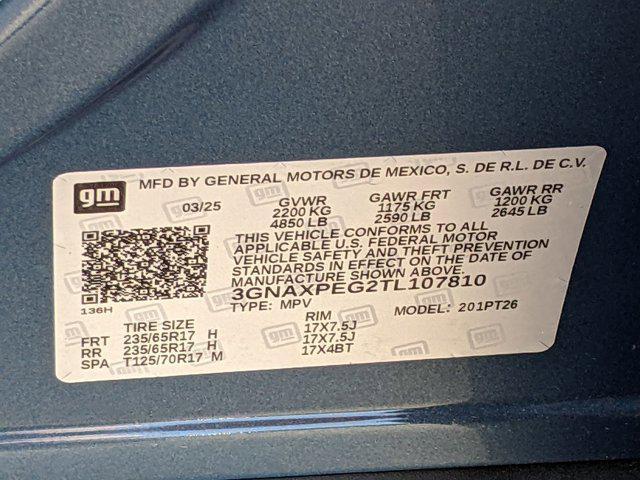 gm MFD BY GENERAL MOTORS DE MEXICO, S. DE R.L. DE C.V.
03/25 GVWR GAWR FRT GAWR RR
2200 KG 1175 KG 1200 KG
4850 LB 2590 LB 2645 LB
THIS VEHICLE CONFORMS TO ALL
APPLICABLE U.S. FEDERAL MOTOR
VEHICLE SAFETY AND THEFT PREVENTION
STANDARDS IN EFFECT ON THE DATE OF
MANUFACTURE SHOWN ABOVE.
3GNAXPEG2TL107810
136H
TYPE: MPV MODEL: 201PT26
TIRE SIZE RIM
FRT 235/65R17 H 17X7.5J
RR 235/65R17 H 17X7.5J
SPA T125/70R17 M 17X4BT